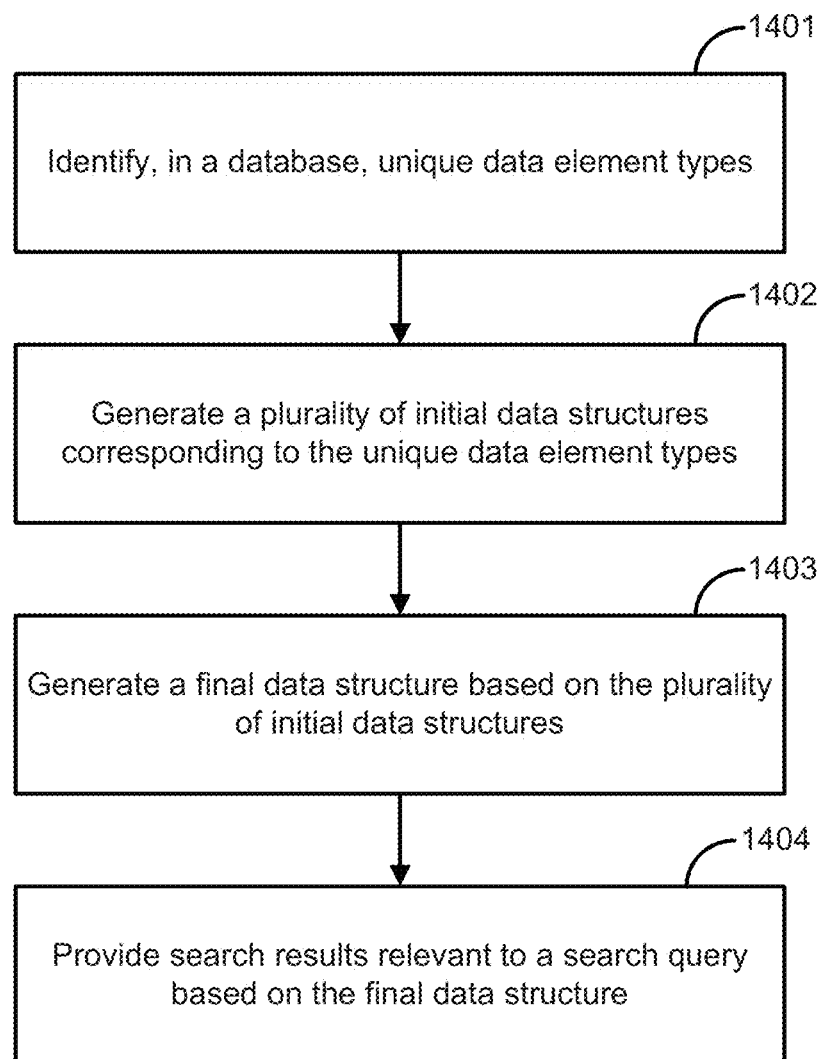 1401
Identify, in a database, unique data element types
1402
Generate a plurality of initial data structures
corresponding to the unique data element types
1403
Generate a final data structure based on the plurality
of initial data structures
1404
Provide search results relevant to a search query
based on the final data structure